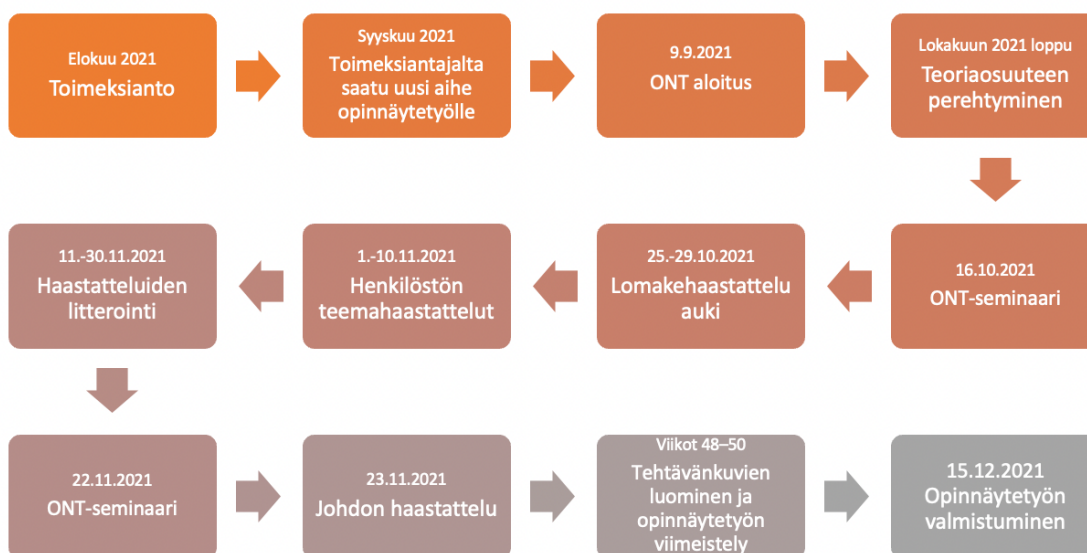 Elokuu 2021
Toimeksianto
Syyskuu 2021
Toimeksiantajalta
saatu uusi aihe
opinnäytetyölle
9.9.2021
ONT aloitus
Lokakuun 2021 loppu
Teoriaosuuteen
perehtyminen
16.10.2021
ONT-seminaari
25.-29.10.2021
Lomakehaastattelu
auki
1.-10.11.2021
Henkilöstön
teemahaastattelut
11.-30.11.2021
Haastatteluiden
litterointi
22.11.2021
ONT-seminaari
23.11.2021
Johdon haastattelu
Viikot 48–50
Tehtävänkuvien
luominen ja
opinnäytetyön
viimeistely
15.12.2021
Opinnäytetyön
valmistuminen